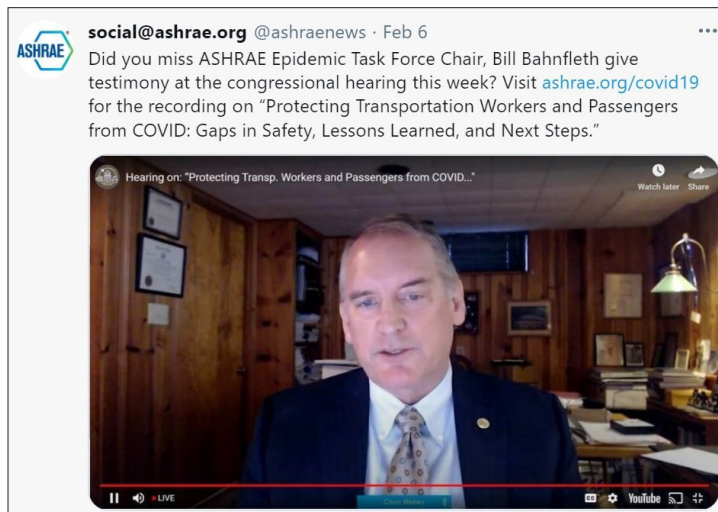 social@ashrae.org @ashraenews · Feb 6
ASHRAE
Did you miss ASHRAE Epidemic Task Force Chair, Bill Bahnfleth give
testimony at the congressional hearing this week? Visit ashrae.org/covid19
for the recording on “Protecting Transportation Workers and Passengers
from COVID: Gaps in Safety, Lessons Learned, and Next Steps.”
Hearing on: “Protecting Transp. Workers and Passengers from COVID...”
Watch later Share
LIVE
Cisco Webex
CC
YouTube